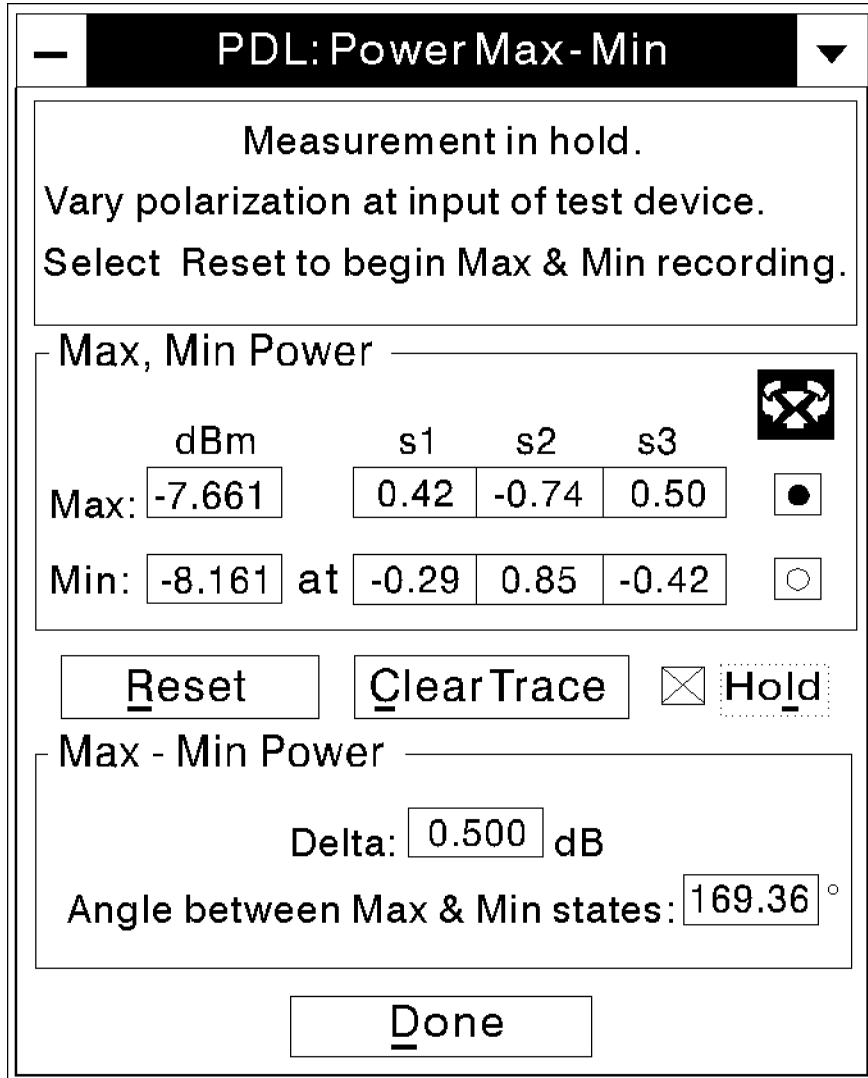 PDL: Power Max - Min
Measurement in hold.
Vary polarization at input of test device.
Select Reset to begin Max & Min recording.
Max, Min Power
dBm s1 s2 s3
Max: -7.661 0.42 -0.74 0.50
Min: -8.161 at -0.29 0.85 -0.42
Reset Clear Trace Hold
Max - Min Power
Delta: 0.500 dB
Angle between Max & Min states: 169.36 °
Done